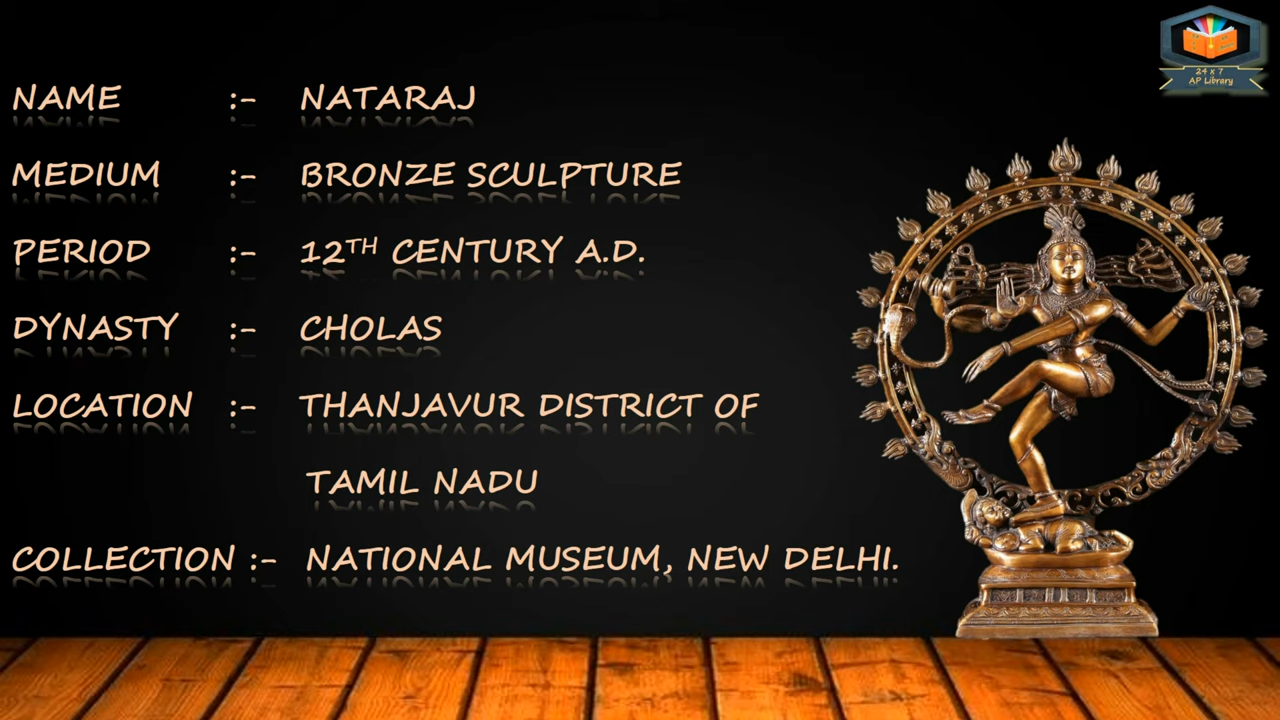 24 x 7
AP Library
NAME :- NATARAJ
MEDIUM :- BRONZE SCULPTURE
PERIOD :- 12TH CENTURY A.D.
DYNASTY :- CHOLAS
LOCATION :- THANJAVUR DISTRICT OF
TAMIL NADU
COLLECTION :- NATIONAL MUSEUM, NEW DELHI.